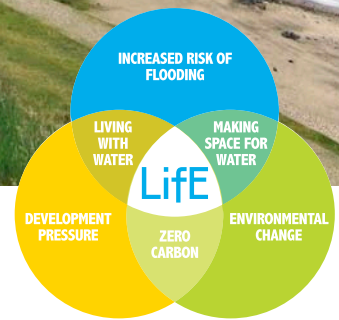 INCREASED RISK OF
FLOODING
LIVING
WITH
WATER
MAKING
SPACE FOR
WATER
LifE
DEVELOPMENT
PRESSURE
ENVIRONMENTAL
CHANGE
ZERO
CARBON